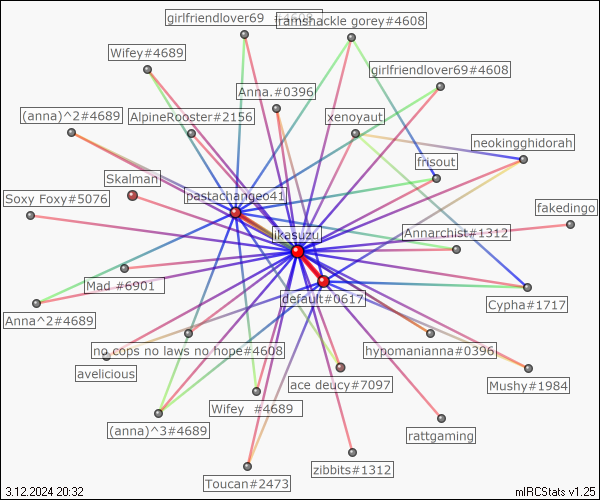 girlfriendlover69 #4608
ramshackle gorey#4608
Wifey#4689
girlfriendlover69#4608
Anna.#0396
(anna)^2#4689
AlpineRooster#2156
xenoyaut
neokingghidorah
frisout
Skalman
pastachangeo41
Soxy Foxy#5076
fakedingo
jikasuzu
Annarchist#1312
Mad #6901
default#0617
Cypha#1717
Anna^2#4689
no cops no laws no hope#4608
hypomanianna#0396
avelicious
ace deucy#7097
Mushy#1984
Wifey #4689
(anna)^3#4689
rattgaming
zibbits#1312
Toucan#2473
3.12.2024 20:32
mIRCStats v1.25